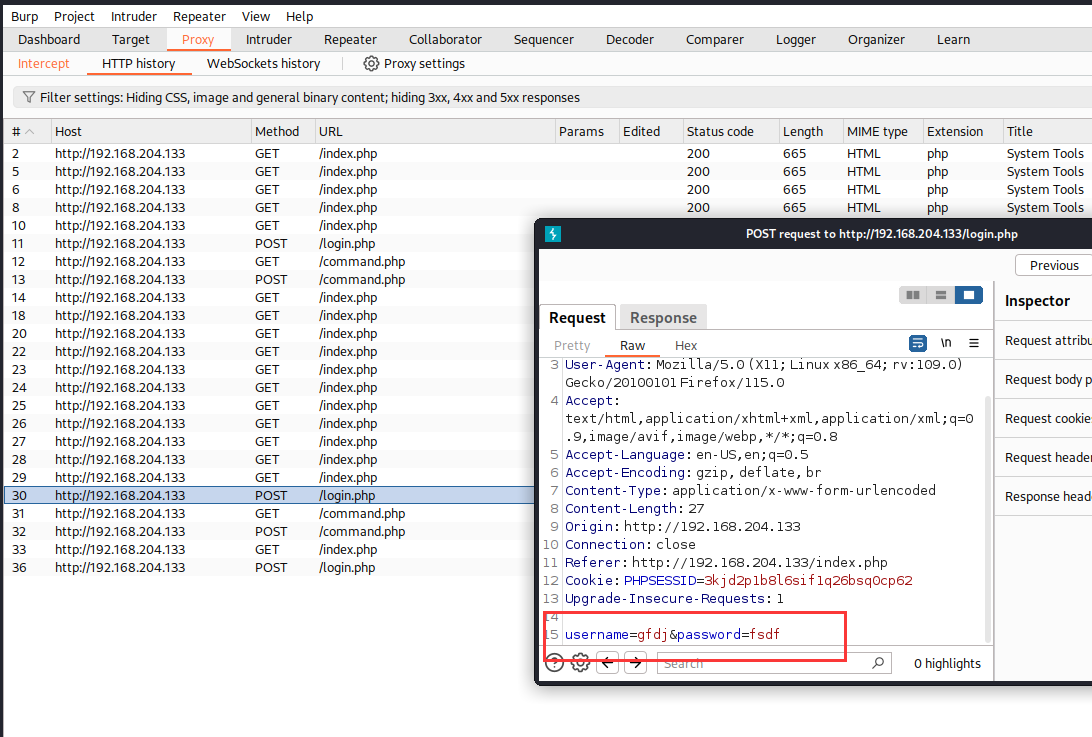 Burp Project Intruder Repeater View Help
Dashboard Target Proxy Intruder Repeater Collaborator Sequencer Decoder Comparer Logger Organizer Learn
Intercept HTTP history WebSockets history Proxy settings
Filter settings: Hiding CSS, image and general binary content; hiding 3xx, 4xx and 5xx responses
# Host Method URL Params Edited Status code Length MIME type Extension Title
2 http://192.168.204.133 GET /index.php 200 665 HTML php System Tools
5 http://192.168.204.133 GET /index.php 200 665 HTML php System Tools
6 http://192.168.204.133 GET /index.php 200 665 HTML php System Tools
8 http://192.168.204.133 GET /index.php 200 665 HTML php System Tools
10 http://192.168.204.133 GET /index.php
11 http://192.168.204.133 POST /login.php
12 http://192.168.204.133 GET /command.php
13 http://192.168.204.133 POST /command.php
14 http://192.168.204.133 GET /index.php
18 http://192.168.204.133 GET /index.php
20 http://192.168.204.133 GET /index.php
22 http://192.168.204.133 GET /index.php
23 http://192.168.204.133 GET /index.php
24 http://192.168.204.133 GET /index.php
25 http://192.168.204.133 GET /index.php
26 http://192.168.204.133 GET /index.php
27 http://192.168.204.133 GET /index.php
28 http://192.168.204.133 GET /index.php
29 http://192.168.204.133 GET /index.php
30 http://192.168.204.133 POST /login.php
31 http://192.168.204.133 GET /command.php
32 http://192.168.204.133 POST /command.php
33 http://192.168.204.133 GET /index.php
36 http://192.168.204.133 POST /login.php
POST request to http://192.168.204.133/login.php
Previous
Request Response
Pretty Raw Hex \n
3 User-Agent: Mozilla/5.0 (X11; Linux x86_64; rv:109.0)
Gecko/20100101 Firefox/115.0
4 Accept:
text/html,application/xhtml+xml,application/xml;q=0
.9,image/avif,image/webp,*/*;q=0.8
5 Accept-Language: en-US,en;q=0.5
6 Accept-Encoding: gzip, deflate, br
7 Content-Type: application/x-www-form-urlencoded
8 Content-Length: 27
9 Origin: http://192.168.204.133
10 Connection: close
11 Referer: http://192.168.204.133/index.php
12 Cookie: PHPSESSID=3kjd2p1b8l6sif1q26bsq0cp62
13 Upgrade-Insecure-Requests: 1
14
15 username=gfdj&password=fsdf
Search 0 highlights
Inspector
Request attribu
Request body p
Request cookies
Request header
Response head